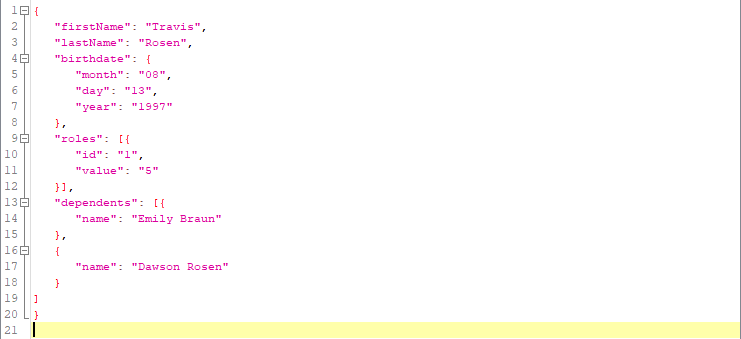 1 {
2    "firstName": "Travis",
3    "lastName": "Rosen",
4    "birthdate": {
5       "month": "08",
6       "day": "13",
7       "year": "1997"
8    },
9    "roles": [{
10       "id": "1",
11       "value": "5"
12    }],
13    "dependents": [{
14       "name": "Emily Braun"
15    },
16    {
17       "name": "Dawson Rosen"
18    }
19 ]
20 }
21